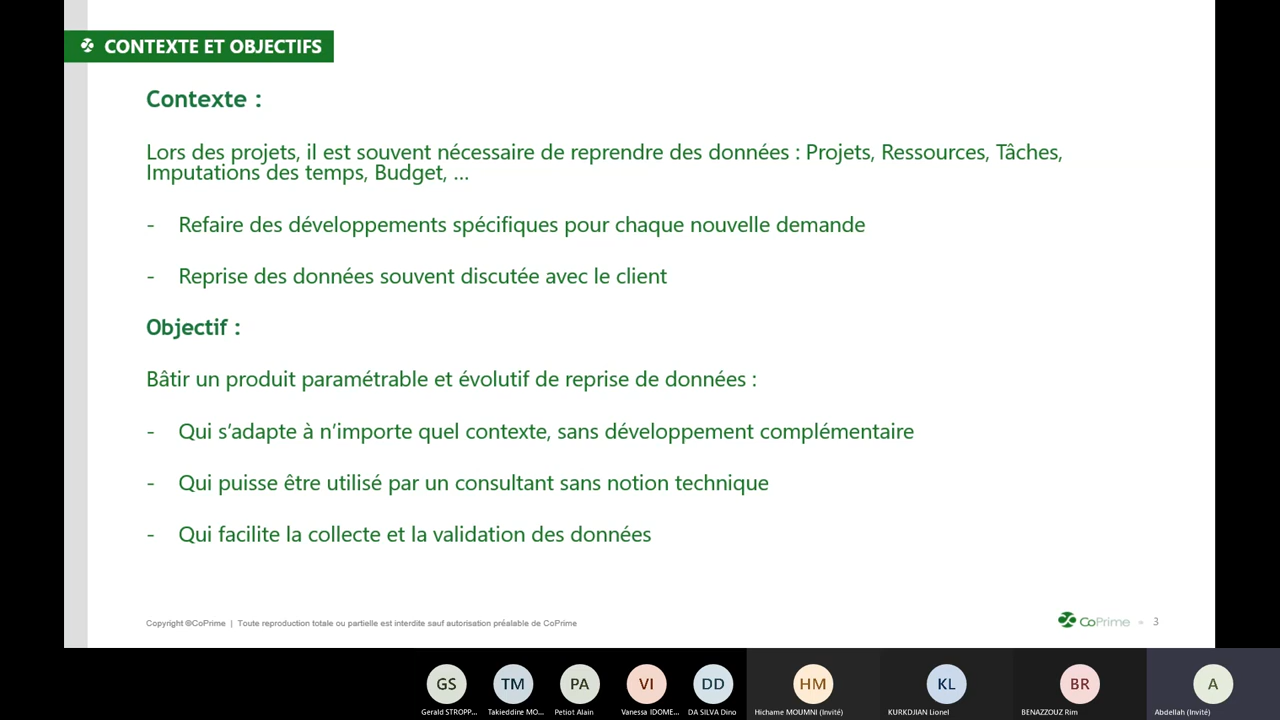 CONTEXTE ET OBJECTIFS
Contexte :
Lors des projets, il est souvent nécessaire de reprendre des données : Projets, Ressources, Tâches,
Imputations des temps, Budget, ...
- Refaire des développements spécifiques pour chaque nouvelle demande
- Reprise des données souvent discutée avec le client
Objectif :
Bâtir un produit paramétrable et évolutif de reprise de données :
- Qui s’adapte à n’importe quel contexte, sans développement complémentaire
- Qui puisse être utilisé par un consultant sans notion technique
- Qui facilite la collecte et la validation des données
Copyright ©CoPrime | Toute reproduction totale ou partielle est interdite sauf autorisation préalable de CoPrime
CoPrime 3
GS TM PA VI DD HM KL BR A
Gerald STROPP... Takieddine MO... Petiot Alain Vanessa IDOME... DA SILVA Dino Hichame MOUMNI (Invité) KURKDJIAN Lionel BENAZZOUZ Rim Abdellah (Invité)